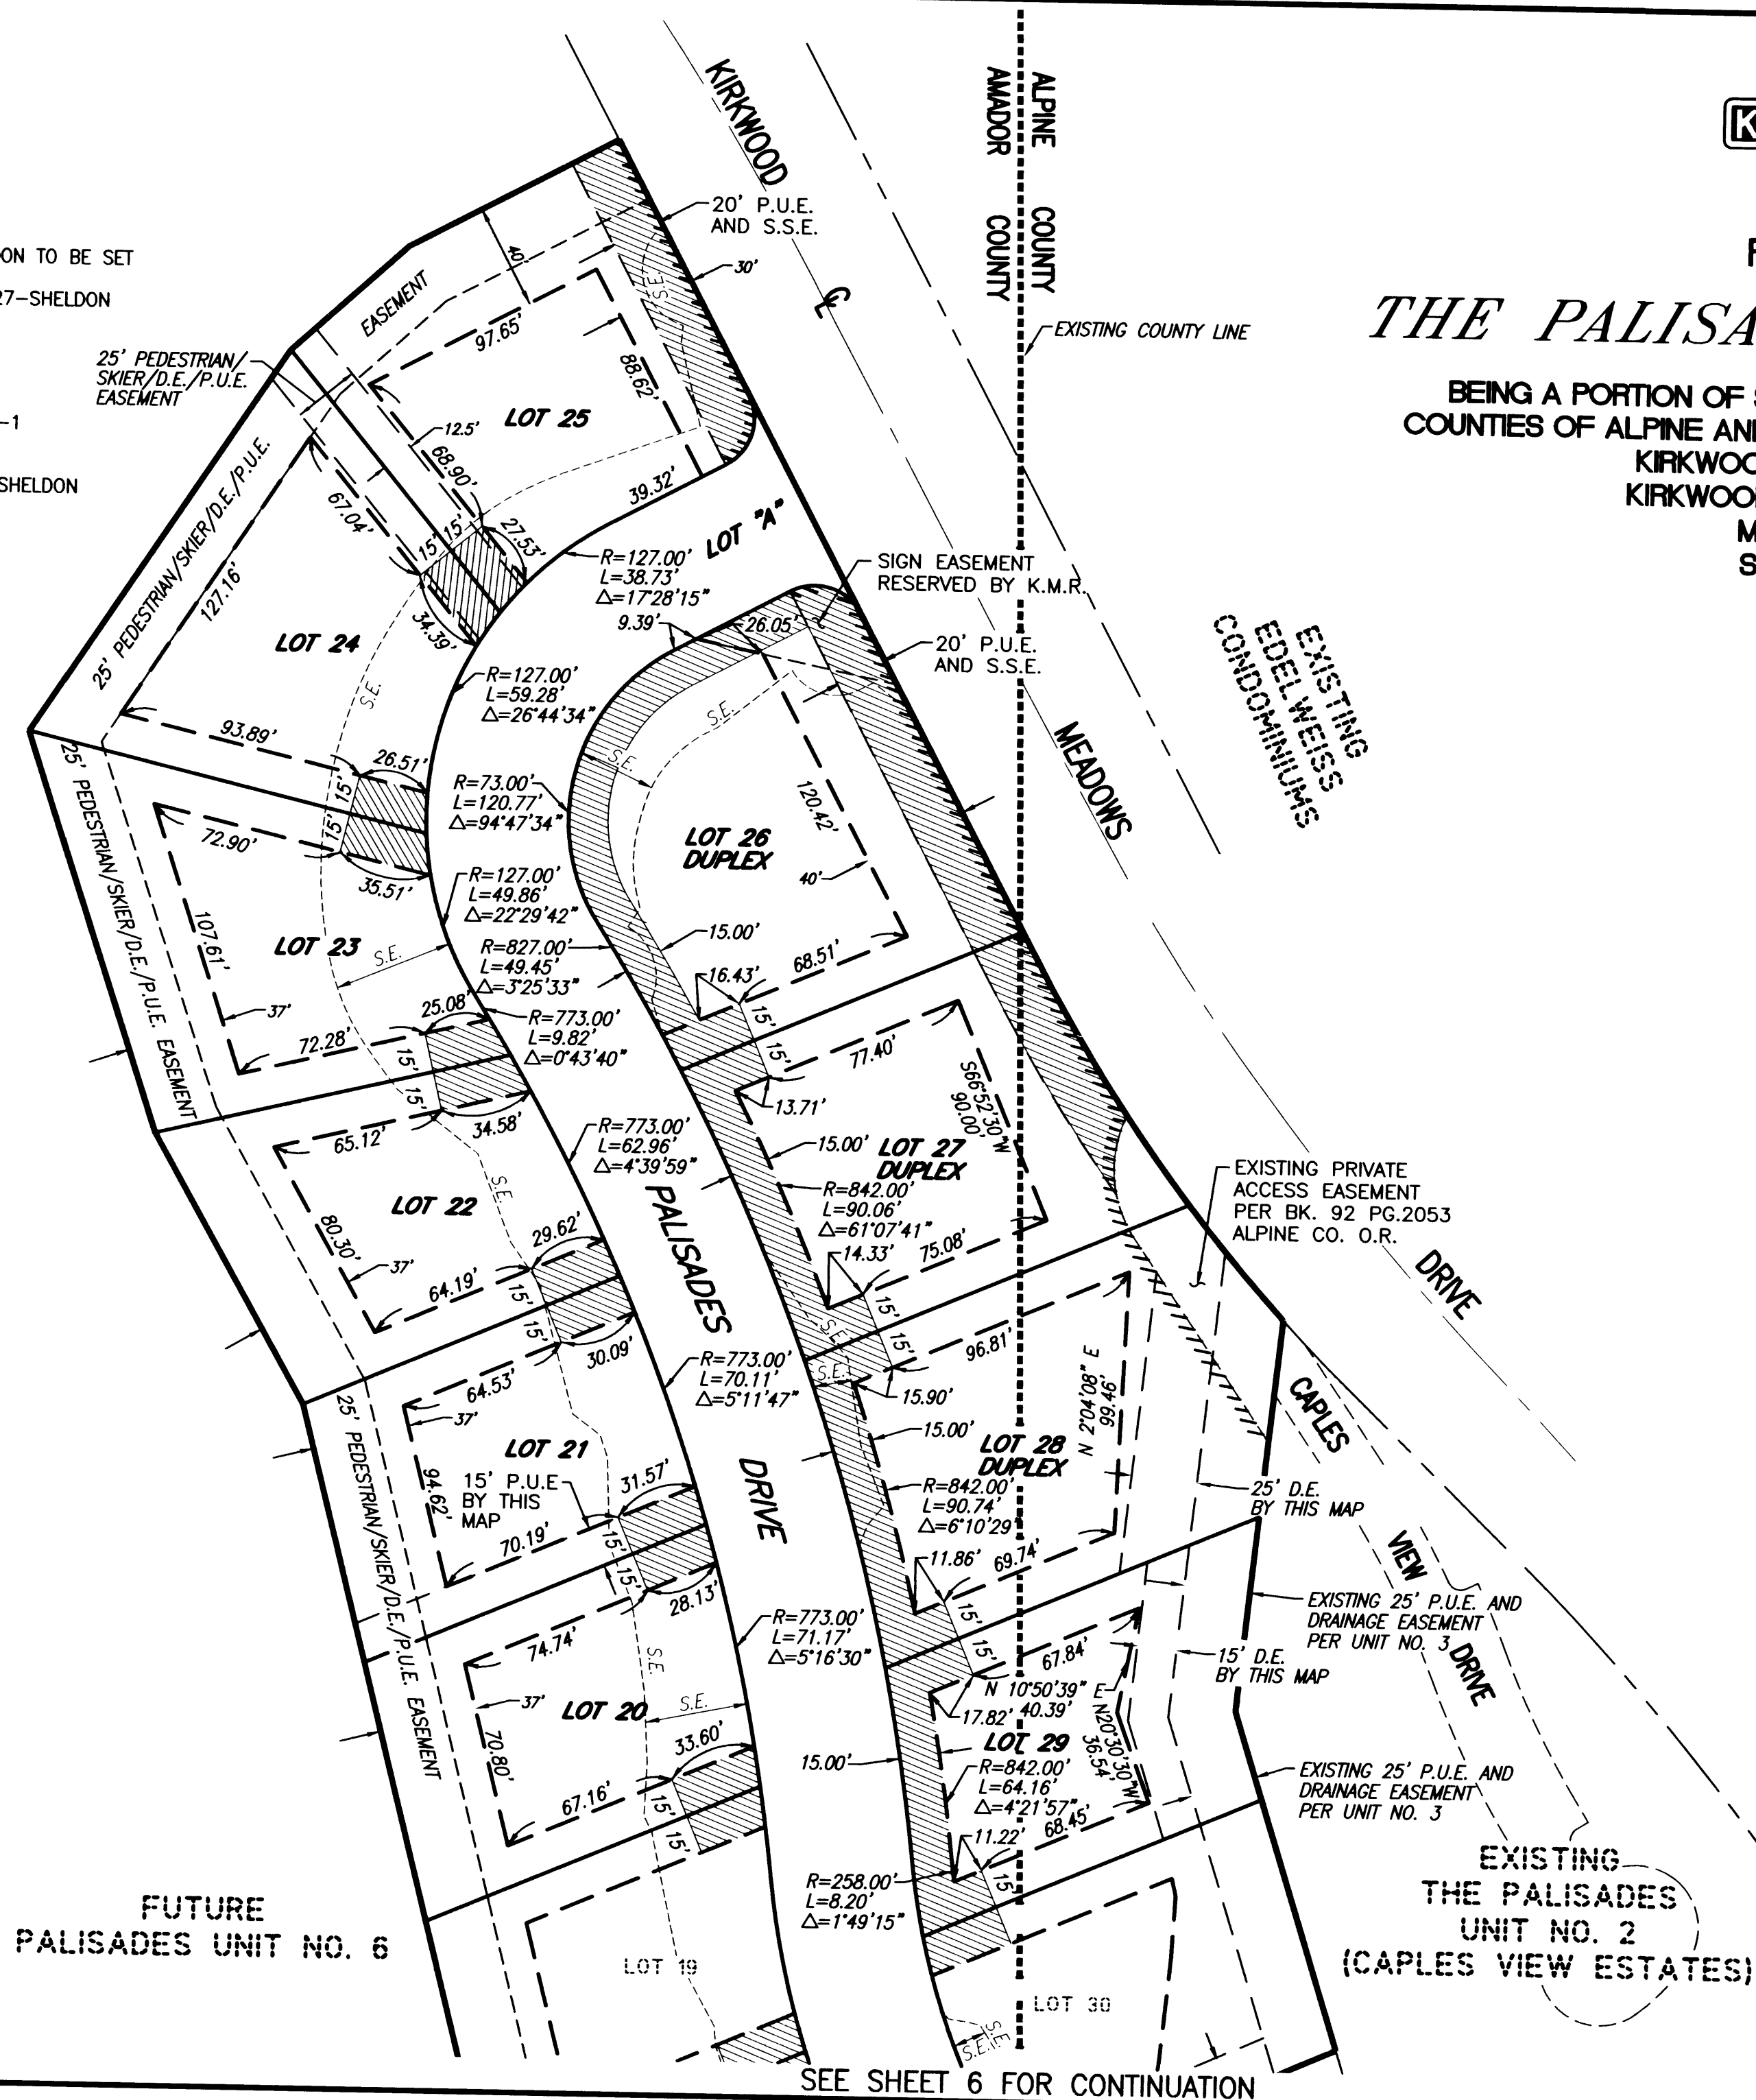 KIRKWOOD
ALPINE COUNTY
AMADOR COUNTY
K
20' P.U.E.
AND S.S.E.
30'
ON TO BE SET
27-SHELDON
-1
SHELDON
THE PALISA
EXISTING COUNTY LINE
BEING A PORTION OF S
COUNTIES OF ALPINE AN
KIRKWOO
KIRKWOO
M
S
40'
EASEMENT
S.E.
97.65'
88.62'
25' PEDESTRIAN/
SKIER/D.E./P.U.E.
EASEMENT
LOT 25
12.5'
68.90'
39.32'
67.04'
27.53'
15' 15'
34.39'
25' PEDESTRIAN/SKIER/D.E./P.U.E.
127.16'
LOT "A"
R=127.00'
L=38.73'
△=17°28'15"
SIGN EASEMENT
RESERVED BY K.M.R.
9.39'
26.05'
20' P.U.E.
AND S.S.E.
LOT 24
S.E.
R=127.00'
L=59.28'
△=26°44'34"
S.E.
EXISTING
EDELWEISS
CONDOMINIUMS
MEADOWS
93.89'
26.51'
15'
15'
S.E.
R=73.00'
L=120.77'
△=94°47'34"
120.42'
LOT 26
DUPLEX
40'
72.90'
35.51'
R=127.00'
L=49.86'
△=22°29'42"
25' PEDESTRIAN/SKIER/D.E./P.U.E. EASEMENT
107.61'
LOT 23
S.E.
37'
R=827.00'
L=49.45'
△=3°25'33"
15.00'
16.43'
68.51'
25.08'
72.28'
15'
15'
R=773.00'
L=9.82'
△=0°43'40"
15'
15'
77.40'
13.71'
S66°52'30"W
90.00'
65.12'
34.58'
R=773.00'
L=62.96'
△=4°39'59"
15.00'
LOT 27
DUPLEX
R=842.00'
L=90.06'
△=61°07'41"
EXISTING PRIVATE
ACCESS EASEMENT
PER BK. 92 PG.2053
ALPINE CO. O.R.
DRIVE
LOT 22
S.E.
80.30'
37'
29.62'
64.19'
15'
15'
30.09'
PALISADES
DRIVE
14.33'
75.08'
15'
15'
S.E.
S.E.
96.81'
15.90'
R=773.00'
L=70.11'
△=5°11'47"
N 2°04'08" E
99.46'
CAPLES
VIEW
DRIVE
64.53'
37'
25' PEDESTRIAN/SKIER/D.E./P.U.E. EASEMENT
94.62'
LOT 21
15' P.U.E
BY THIS
MAP
31.57'
70.19'
15'
15'
28.13'
15.00'
LOT 28
DUPLEX
R=842.00'
L=90.74'
△=6°10'29"
25' D.E.
BY THIS MAP
11.86'
69.74'
15'
15'
EXISTING 25' P.U.E. AND
DRAINAGE EASEMENT
PER UNIT NO. 3
R=773.00'
L=71.17'
△=5°16'30"
74.74'
S.E.
67.84'
15' D.E.
BY THIS MAP
37'
70.80'
LOT 20
S.E.
33.60'
67.16'
15'
15'
N 10°50'39" E
40.39'
17.82'
LOT 29
N20°30'30"W
36.54'
15.00'
R=842.00'
L=64.16'
△=4°21'57"
68.45'
11.22'
15'
EXISTING 25' P.U.E. AND
DRAINAGE EASEMENT
PER UNIT NO. 3
R=258.00'
L=8.20'
△=1°49'15"
FUTURE
PALISADES UNIT NO. 6
EXISTING
THE PALISADES
UNIT NO. 2
(CAPLES VIEW ESTATES)
LOT 19
LOT 30
S.E.
S.E.
SEE SHEET 6 FOR CONTINUATION